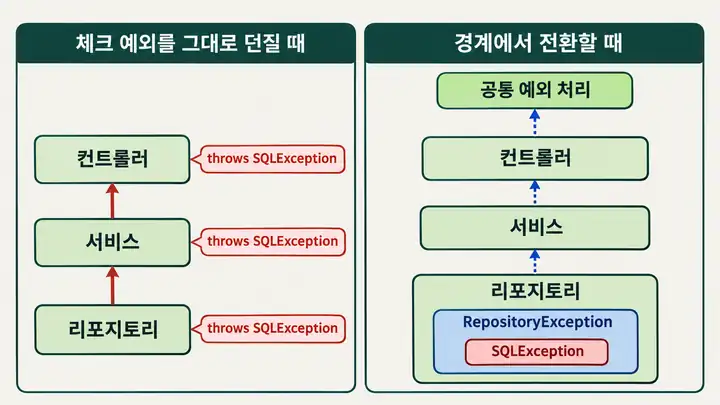 체크 예외를 그대로 던질 때
컨트롤러
throws SQLException
서비스
throws SQLException
리포지토리
throws SQLException
경계에서 전환할 때
공통 예외 처리
컨트롤러
서비스
리포지토리
RepositoryException
SQLException